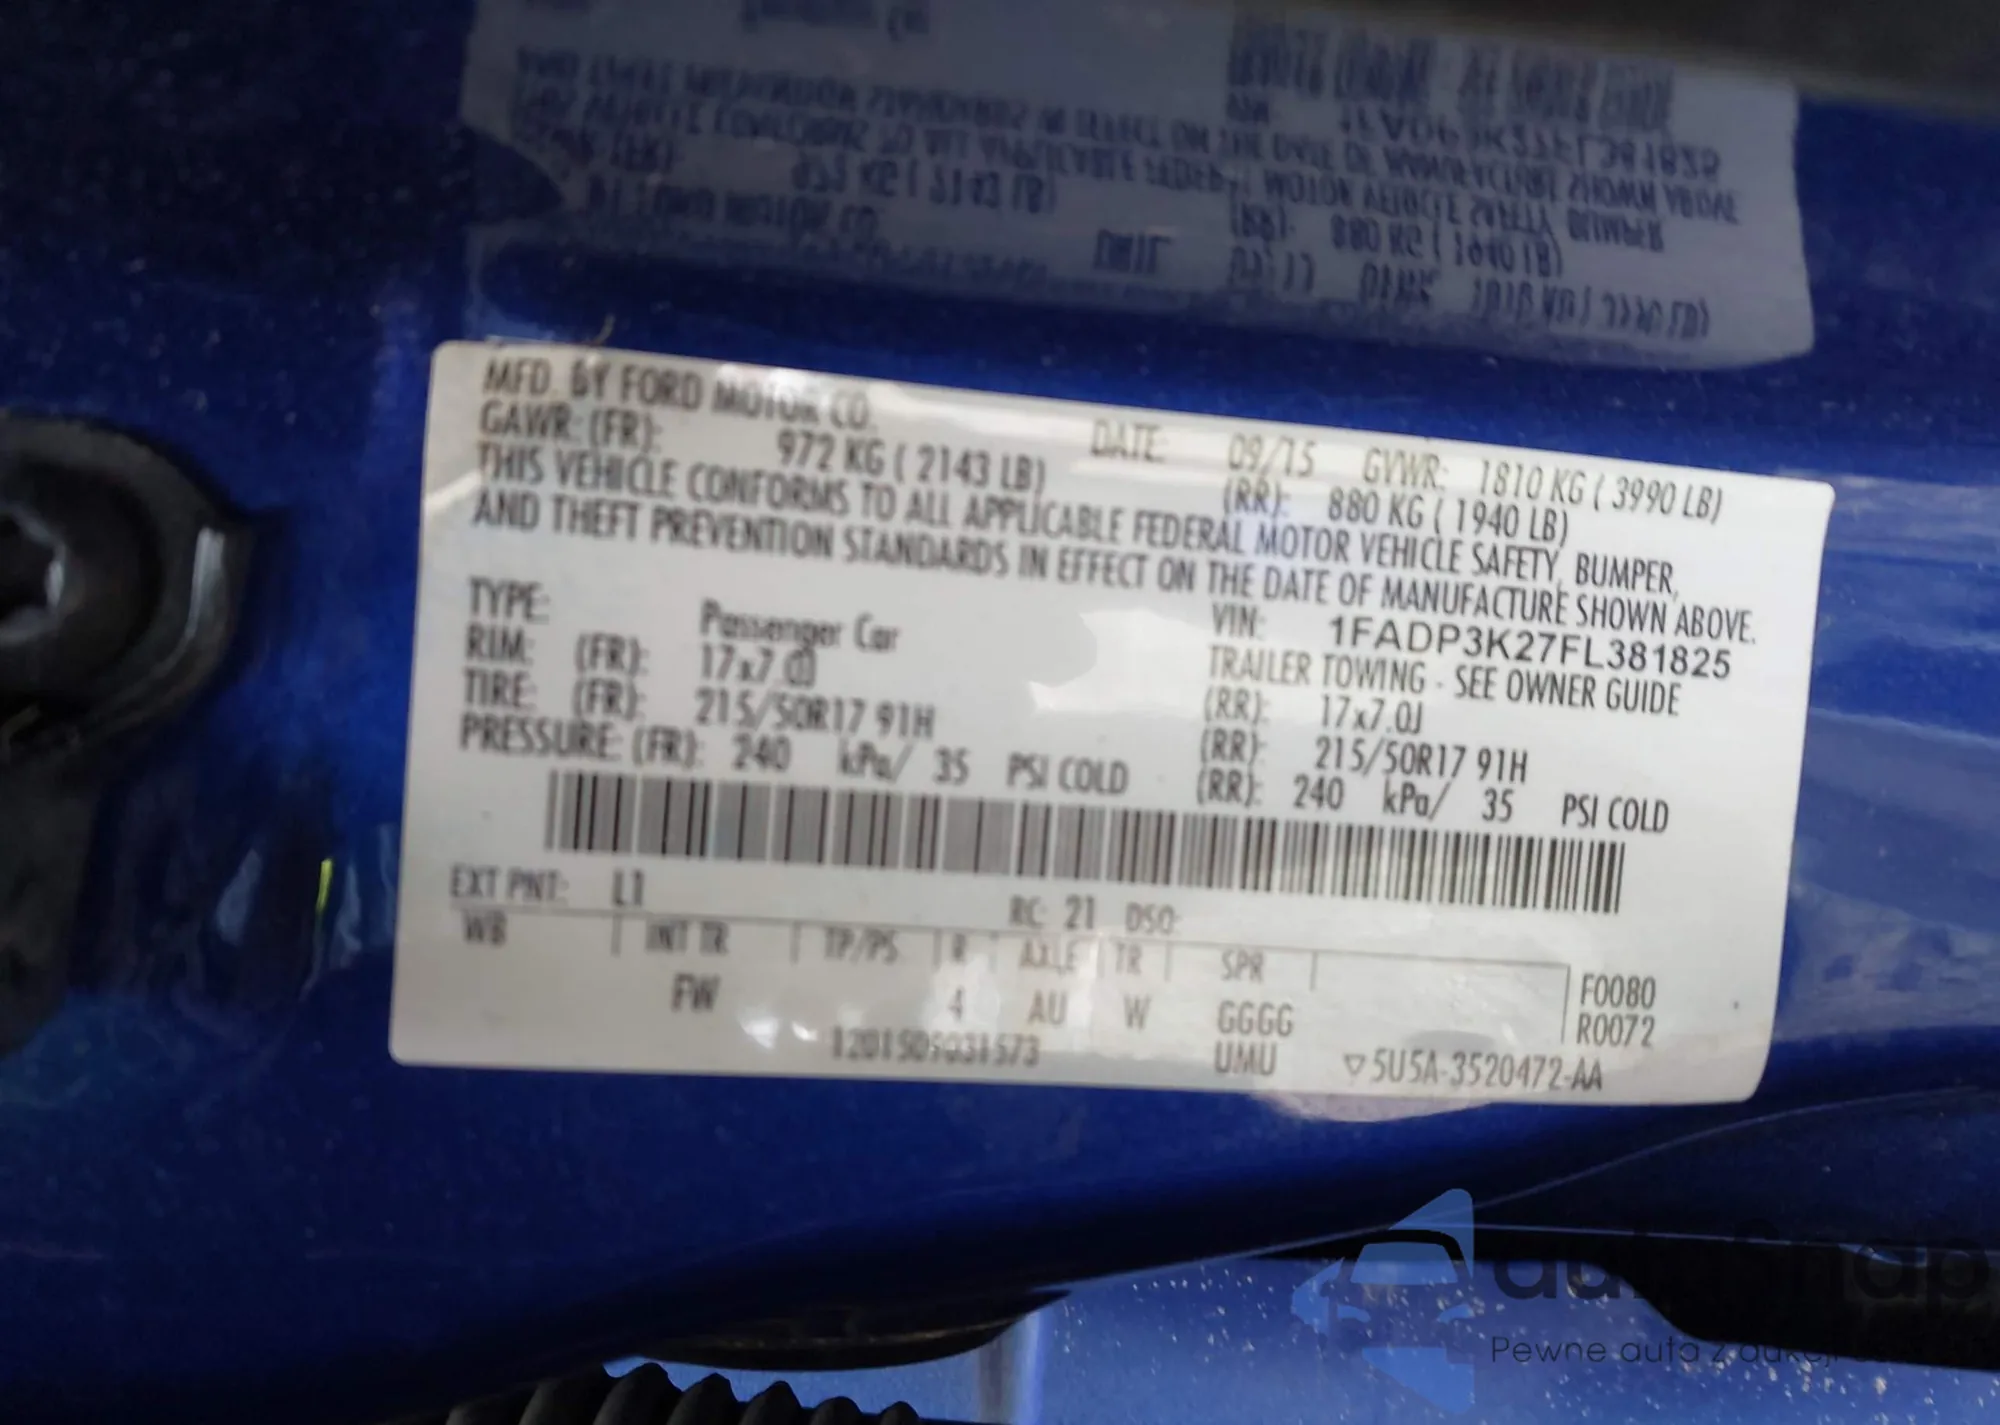 MFD. BY FORD MOTOR CO.
DATE: 09/15 GVWR: 1810 KG ( 3990 LB)
GAWR: (FR): 972 KG ( 2143 LB) (RR): 880 KG ( 1940 LB)
THIS VEHICLE CONFORMS TO ALL APPLICABLE FEDERAL MOTOR VEHICLE SAFETY, BUMPER,
AND THEFT PREVENTION STANDARDS IN EFFECT ON THE DATE OF MANUFACTURE SHOWN ABOVE.
VIN: 1FADP3K27FL381825
TYPE: Passenger Car TRAILER TOWING - SEE OWNER GUIDE
RIM: (FR): 17x7.0J (RR): 17x7.0J
TIRE: (FR): 215/50R17 91H (RR): 215/50R17 91H
PRESSURE: (FR): 240 kPa/ 35 PSI COLD (RR): 240 kPa/ 35 PSI COLD
EXT PNT: L1 RC: 21 DSO:
WB INT TR TP/PS R AXLE TR SPR
F0080
FW 4 AU W GGGG R0072
1201509031573 UMU ▽5U5A-3520472-AA
Pewne auta z aukcji